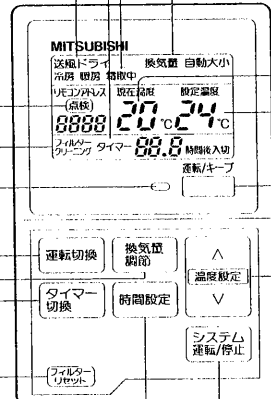 MITSUBISHI
送風ドライ 換気量 自動大小
冷房 暖房 霜取中
リモコンアドレス 現在温度 設定温度
(点検) 20℃ 24℃
8888
フィルター
クリーニング タイマー 88.8 時間後入切
運転/キープ
運転切換
換気量
調節
∧
温度設定
∨
タイマー
切換
時間設定
システム
運転/停止
フィルター
リセット